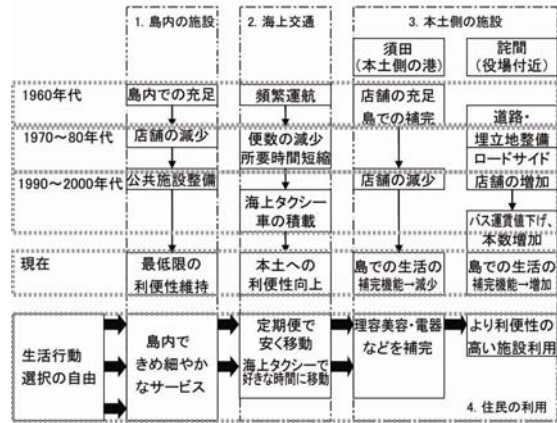 1. 島内の施設
2. 海上交通
3. 本土側の施設
須田
(本土側の港)
詫間
(役場付近)
1960年代
島内での充足
頻繁運航
店舗の充足
島での補完
道路・
埋立地整備
ロードサイド
店舗の増加
1970～80年代
店舗の減少
便数の減少
所要時間短縮
1990～2000年代
公共施設整備
海上タクシー
車の積載
店舗の減少
バス運賃値下げ、
本数増加
現在
最低限の
利便性維持
本土への
利便性向上
島での生活の
補完機能→減少
島での生活の
補完機能→増加
生活行動
選択の自由
島内で
きめ細やか
なサービス
定期便で
安く移動
海上タクシーで
好きな時間に移動
理容美容・電器
などを補完
より利便性の
高い施設利用
4. 住民の利用